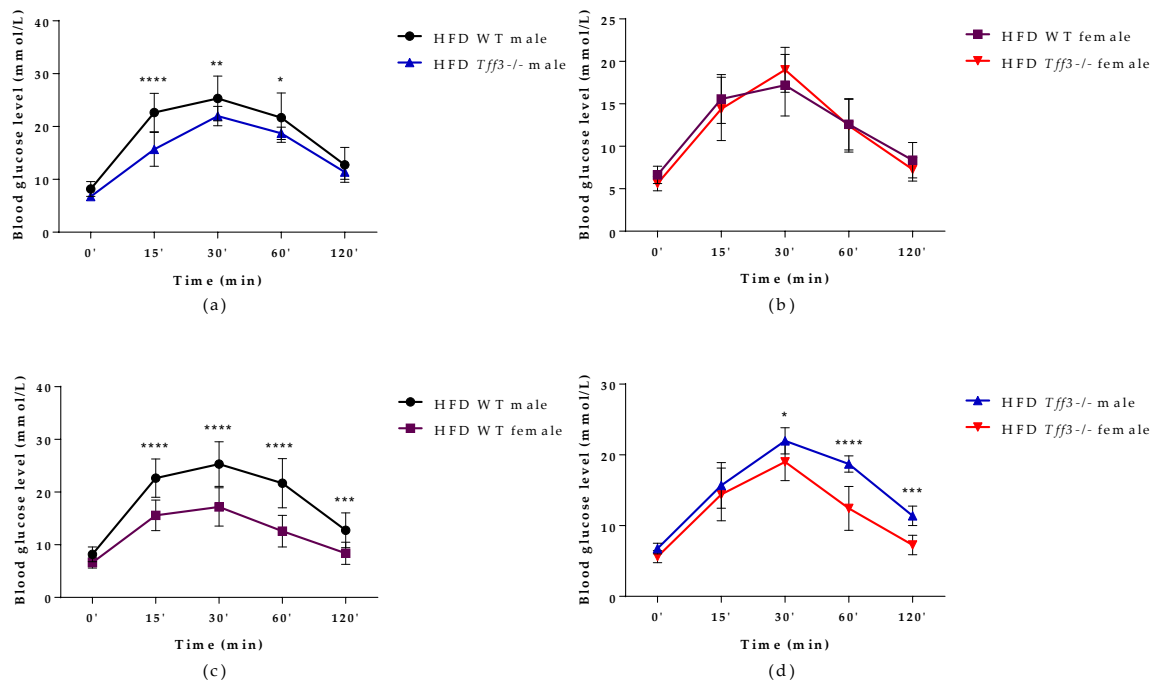 40
30
20
10
0
Blood glucose level (mmol/L)
****
**
*
0'
15'
30'
60'
120'
Time (min)
HFD WT male
HFD Tff3-/- male
(a)
25
20
15
10
5
0
Blood glucose level (mmol/L)
0'
15'
30'
60'
120'
Time (min)
HFD WT female
HFD Tff3-/- female
(b)
40
30
20
10
0
Blood glucose level (mmol/L)
****
****
****
***
0'
15'
30'
60'
120'
Time (min)
HFD WT male
HFD WT female
(c)
30
20
10
0
Blood glucose level (mmol/L)
*
****
***
0'
15'
30'
60'
120'
Time (min)
HFD Tff3-/- male
HFD Tff3-/- female
(d)